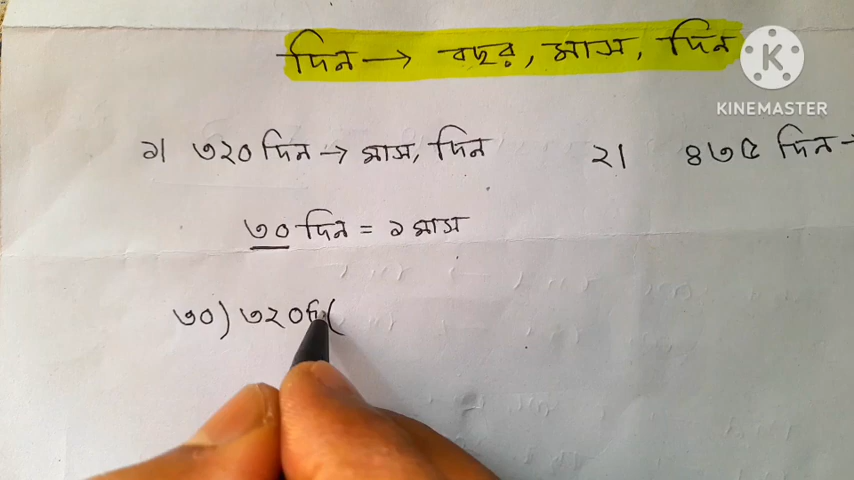 দিন → বছর, মাস, দিন
KINEMASTER
১। ৩২০ দিন → মাস, দিন
২। ৪৩৫ দিন →
৩০ দিন = ১ মাস
৩০) ৩২০ (